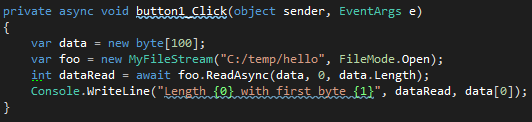 private async void button1_Click(object sender, EventArgs e)
{
    var data = new byte[100];
    var foo = new MyFileStream("C:/temp/hello", FileMode.Open);
    int dataRead = await foo.ReadAsync(data, 0, data.Length);
    Console.WriteLine("Length {0} with first byte {1}", dataRead, data[0]);
}